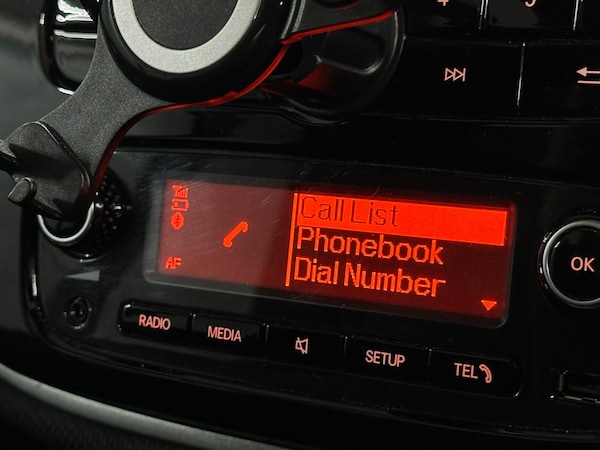 AF
Call List
Phonebook
Dial Number
OK
RADIO
MEDIA
SETUP
TEL